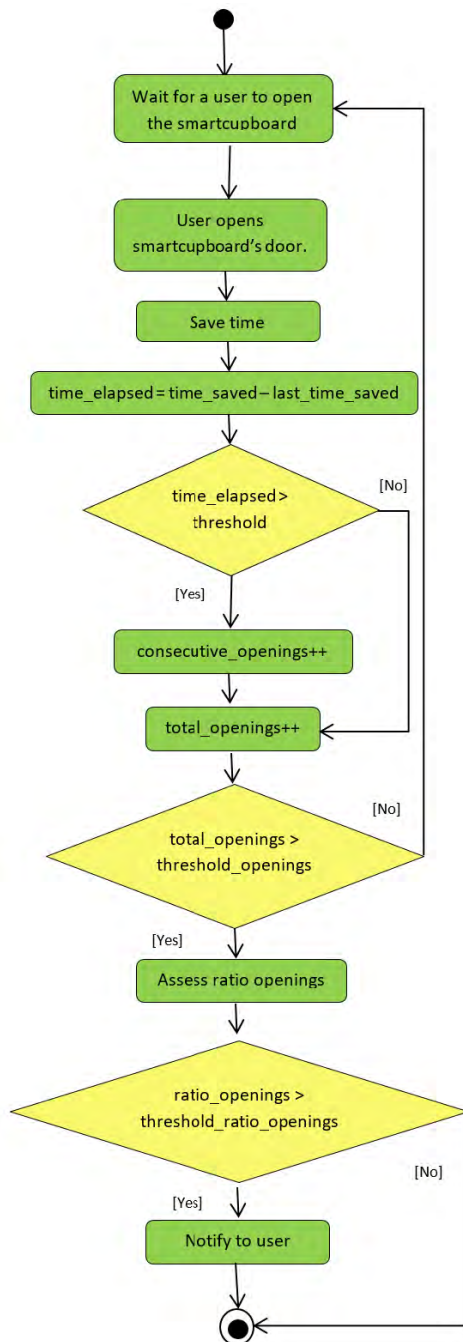 Wait for a user to open
the smartcupboard
User opens
smartcupboard’s door.
Save time
time_elapsed = time_saved – last_time_saved
time_elapsed >
threshold
[No]
[Yes]
consecutive_openings++
total_openings++
[No]
total_openings >
threshold_openings
[Yes]
Assess ratio openings
ratio_openings >
threshold_ratio_openings
[No]
[Yes]
Notify to user